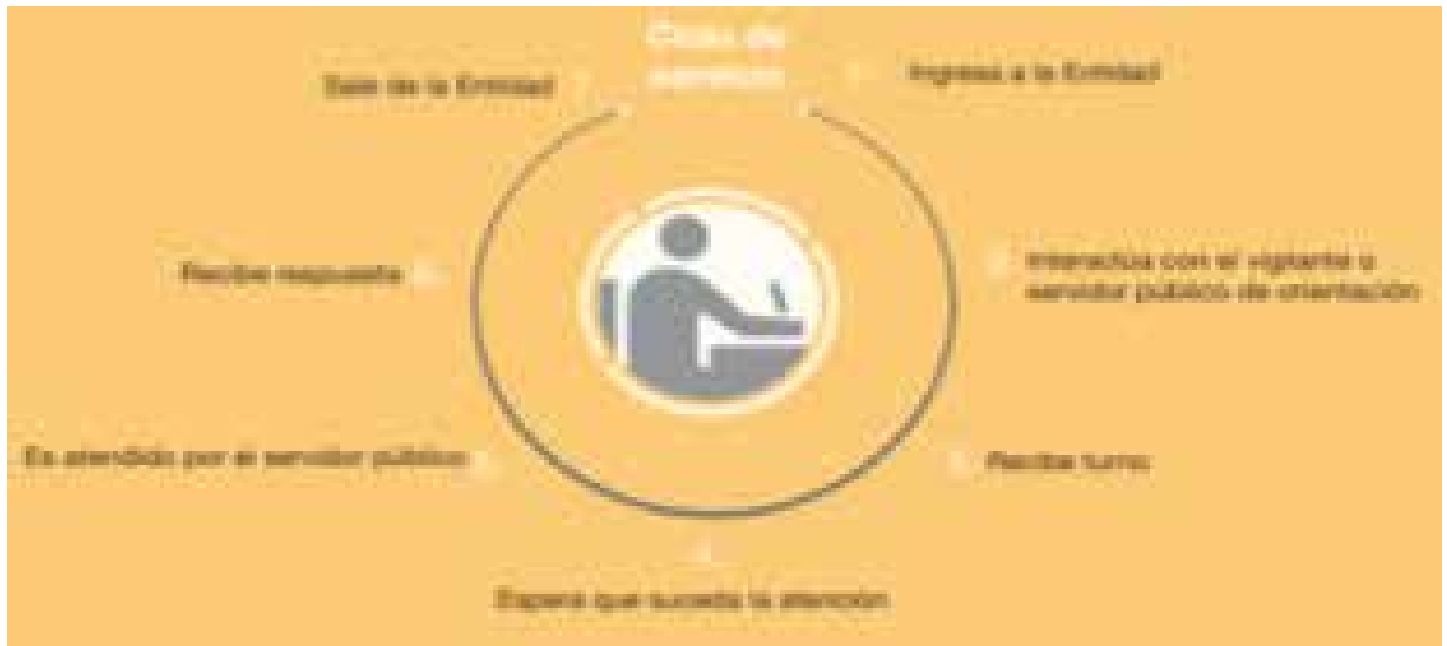 Ciclo de
servicio
Ingresa a la Entidad
Interactúa con el vigilante o
servidor público de orientación
Recibe turno
Espera que suceda la atención
Es atendido por el servidor público
Recibe respuesta
Sale de la Entidad